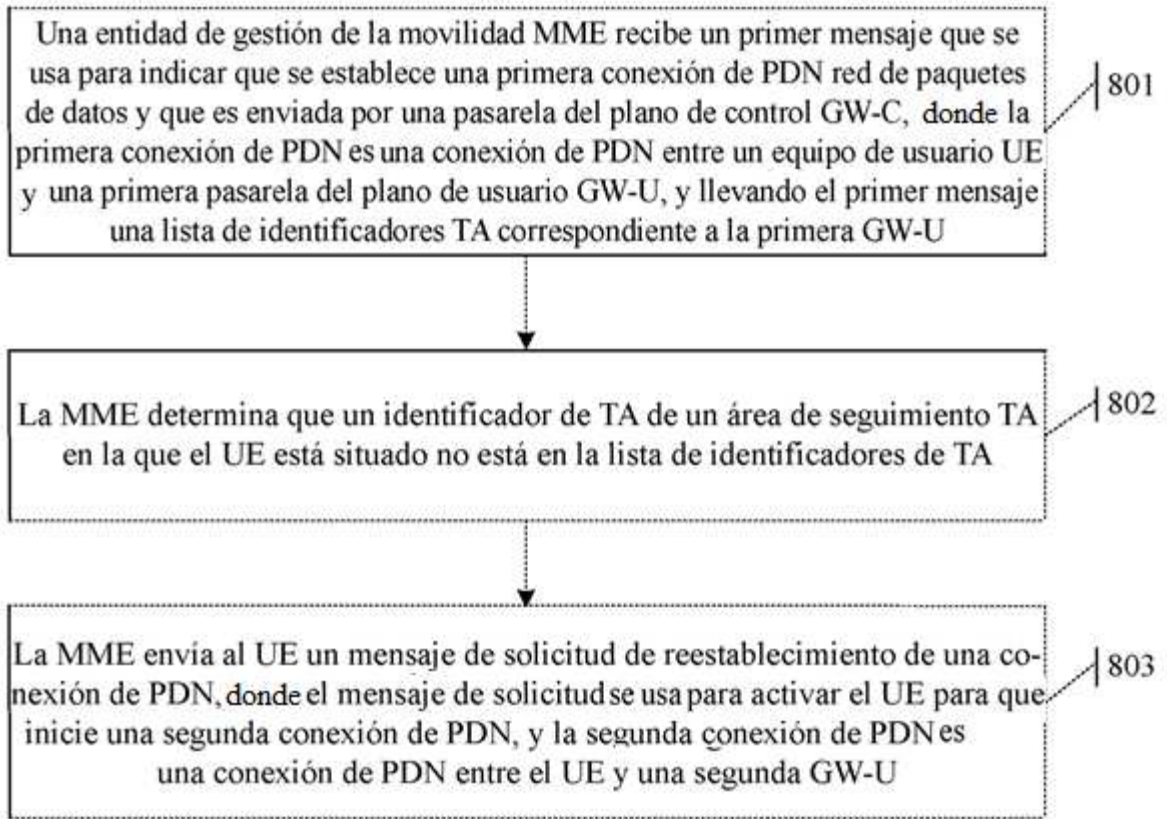 Una entidad de gestión de la movilidad MME recibe un primer mensaje que se
usa para indicar que se establece una primera conexión de PDN red de paquetes
de datos y que es enviada por una pasarela del plano de control GW-C, donde la
primera conexión de PDN es una conexión de PDN entre un equipo de usuario UE
y una primera pasarela del plano de usuario GW-U, y llevando el primer mensaje
una lista de identificadores TA correspondiente a la primera GW-U
801
La MME determina que un identificador de TA de un área de seguimiento TA
en la que el UE está situado no está en la lista de identificadores de TA
802
La MME envía al UE un mensaje de solicitud de reestablecimiento de una co-
nexión de PDN, donde el mensaje de solicitud se usa para activar el UE para que
inicie una segunda conexión de PDN, y la segunda conexión de PDN es
una conexión de PDN entre el UE y una segunda GW-U
803